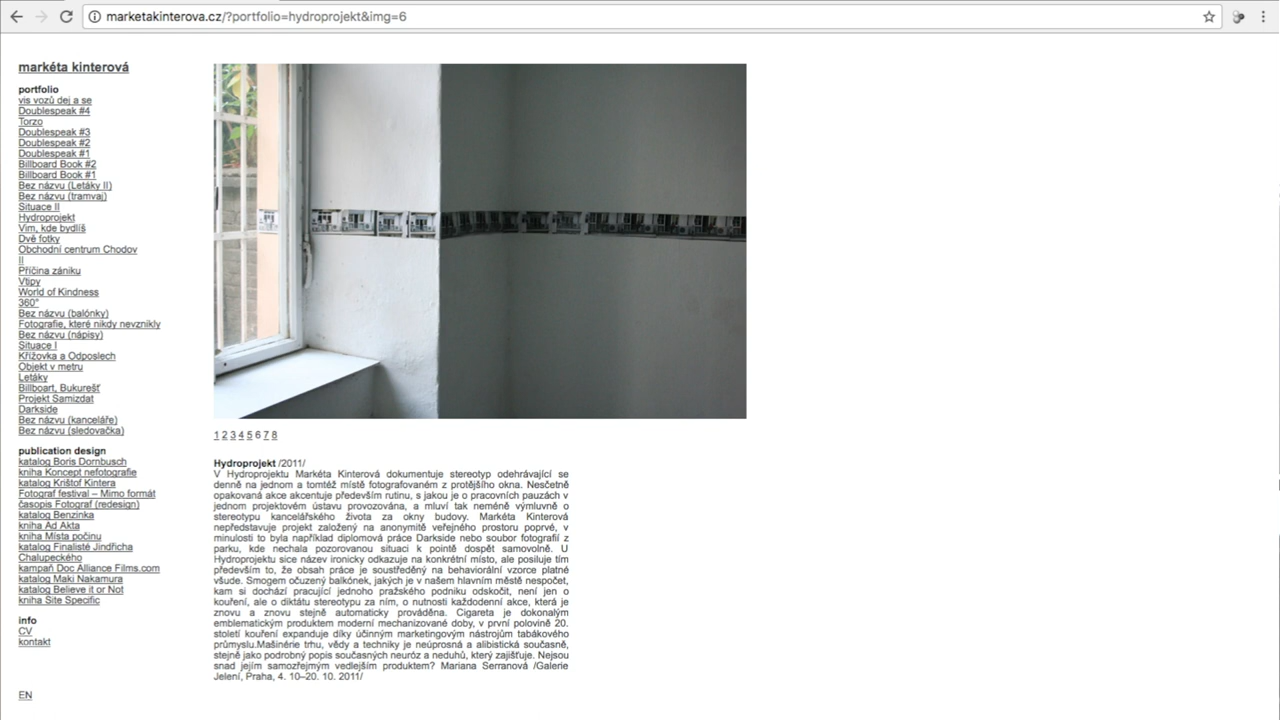 marketakinterova.cz/?portfolio=hydroprojekt&img=6
markéta kinterová
portfolio
vis vozů dej a se
Doublespeak #4
Torzo
Doublespeak #3
Doublespeak #2
Doublespeak #1
Billboard Book #2
Billboard Book #1
Bez názvu (Letáky II)
Bez názvu (tramvaj)
Situace II
Hydroprojekt
Vim, kde bydlíš
Dvě fotky
Obchodní centrum Chodov
II
Příčina zániku
Vtipy
World of Kindness
360°
Bez názvu (balónky)
Fotografie, které nikdy nevznikly
Bez názvu (nápisy)
Situace I
Křížovka a Odposlech
Objekt v metru
Letáky
Billboart, Bukurešť
Projekt Samizdat
Darkside
Bez názvu (kanceláře)
Bez názvu (sledovačka)
publication design
katalog Boris Dornbusch
kniha Koncept nefotografie
katalog Krištof Kintera
Fotograf festival – Mimo formát
časopis Fotograf (redesign)
katalog Benzinka
kniha Ad Akta
kniha Místa počinu
katalog Finalisté Jindřicha
Chalupeckého
kampaň Doc Alliance Films.com
katalog Maki Nakamura
katalog Believe it or Not
kniha Site Specific
info
CV
kontakt
EN
1 2 3 4 5 6 7 8
Hydroprojekt /2011/
V Hydroprojektu Markéta Kinterová dokumentuje stereotyp odehrávající se
denně na jednom a tomtéž místě fotografovaném z protějšího okna. Nesčetně
opakovaná akce akcentuje především rutinu, s jakou je o pracovních pauzách v
jednom projektovém ústavu provozována, a mluví tak neméně výmluvně o
stereotypu kancelářského života za okny budovy. Markéta Kinterová
nepředstavuje projekt založený na anonymitě veřejného prostoru poprvé, v
minulosti to byla například diplomová práce Darkside nebo soubor fotografií z
parku, kde nechala pozorovanou situaci k pointě dospět samovolně. U
Hydroprojektu sice název ironicky odkazuje na konkrétní místo, ale posiluje tím
především to, že obsah práce je soustředěný na behaviorální vzorce platné
všude. Smogem očuzený balkónek, jakých je v našem hlavním městě nespočet,
kam si dochází pracující jednoho pražského podniku odskočit, není jen o
kouření, ale o diktátu stereotypu za ním, o nutnosti každodenní akce, která je
znovu a znovu stejně automaticky prováděna. Cigareta je dokonalým
emblematickým produktem moderní mechanizované doby, v první polovině 20.
století kouření expanduje díky účinným marketingovým nástrojům tabákového
průmyslu.Mašinérie trhu, vědy a techniky je neúprosná a alibistická současně,
stejně jako podrobný popis současných neuróz a neduhů, který zajišťuje. Nejsou
snad jejím samozřejmým vedlejším produktem? Mariana Serranová /Galerie
Jelení, Praha, 4. 10–20. 10. 2011/